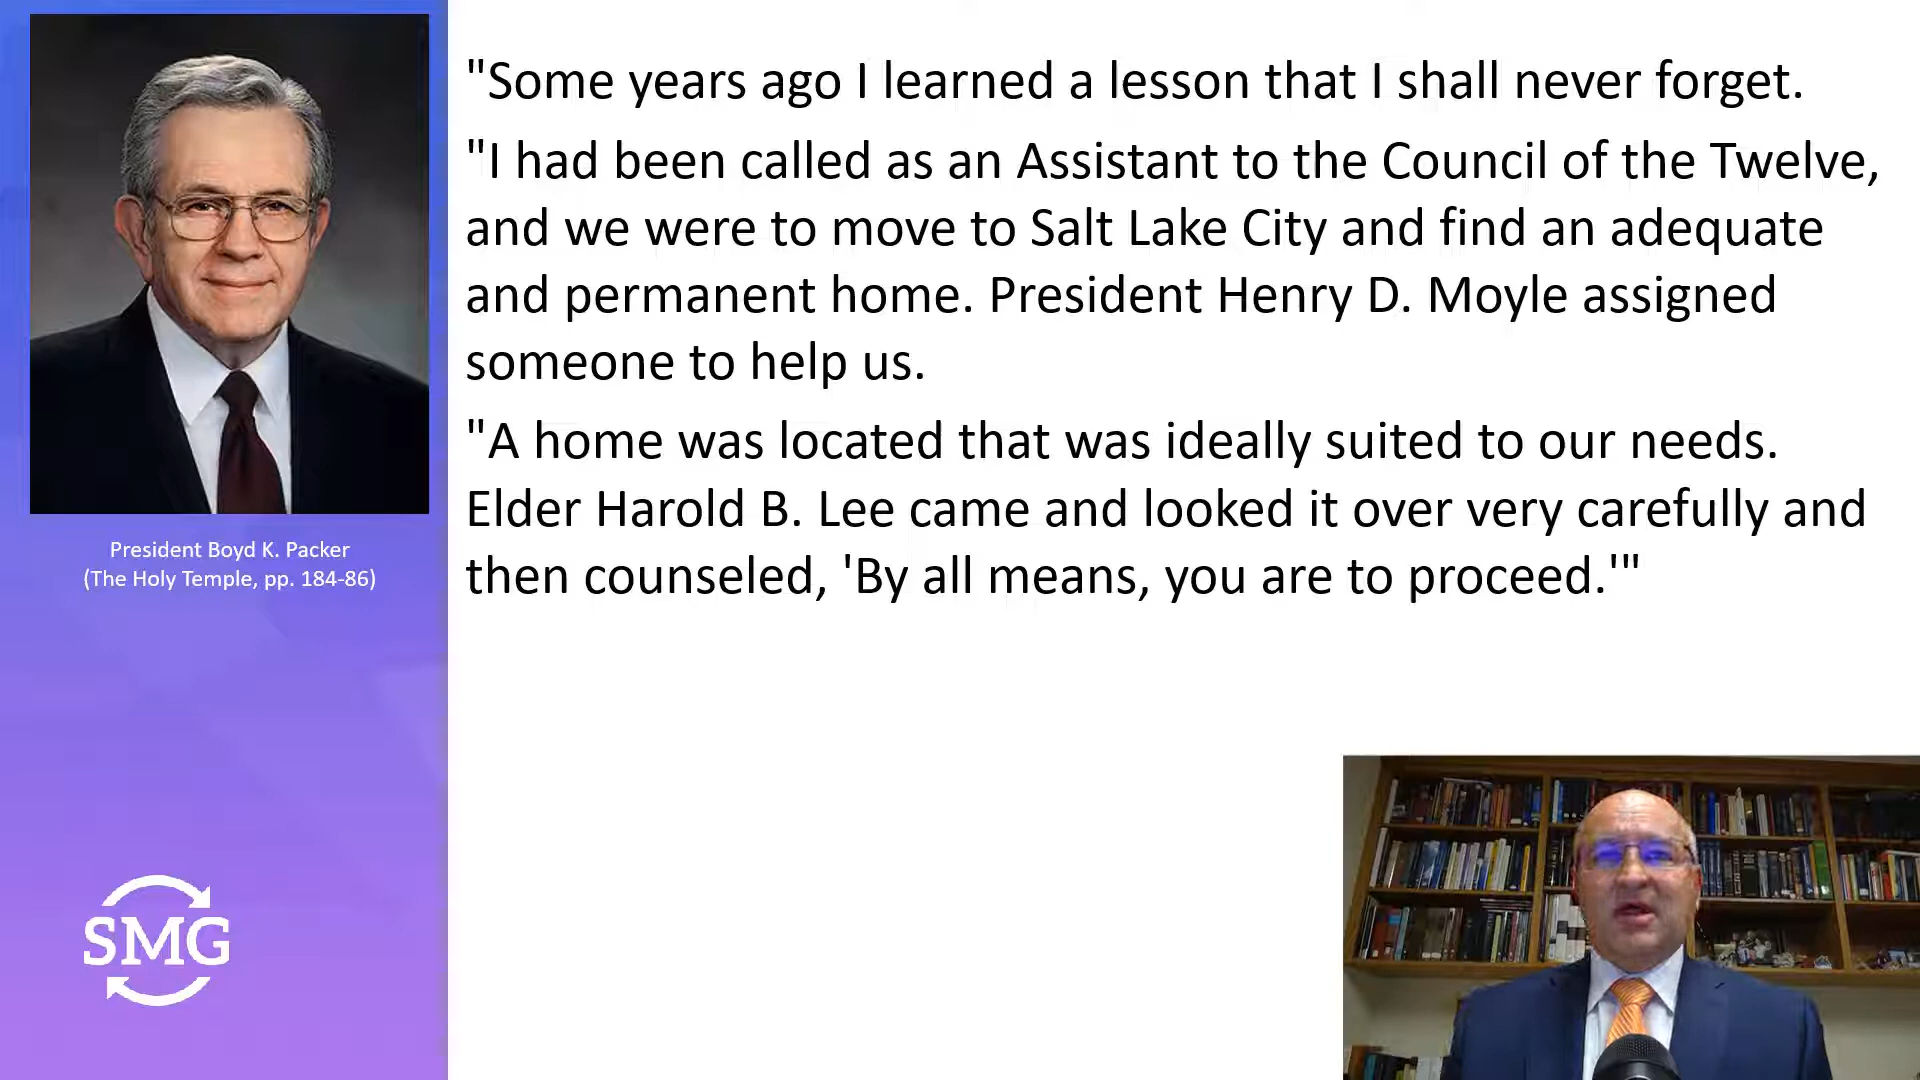 "Some years ago I learned a lesson that I shall never forget.
"I had been called as an Assistant to the Council of the Twelve,
and we were to move to Salt Lake City and find an adequate
and permanent home. President Henry D. Moyle assigned
someone to help us.
"A home was located that was ideally suited to our needs.
Elder Harold B. Lee came and looked it over very carefully and
then counseled, 'By all means, you are to proceed.'"
President Boyd K. Packer
(The Holy Temple, pp. 184-86)
SMG